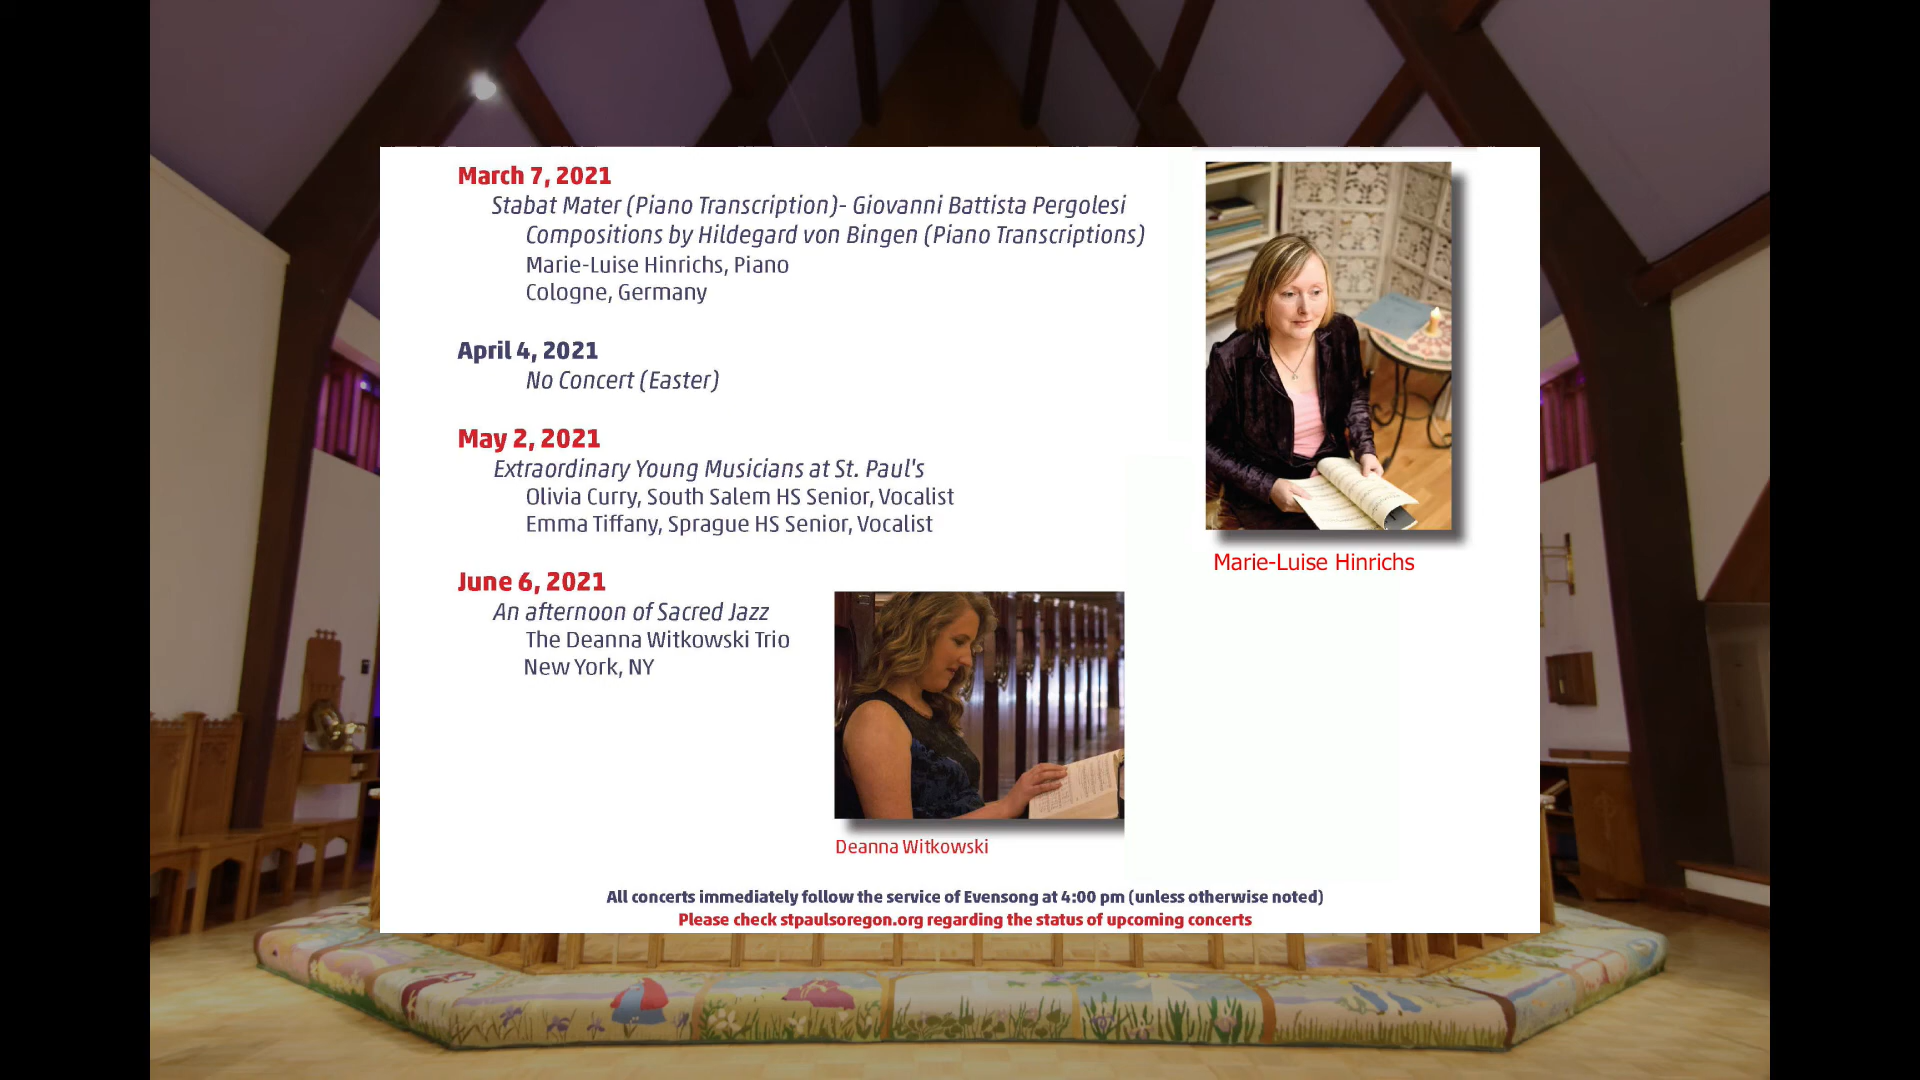 March 7, 2021
Stabat Mater (Piano Transcription)- Giovanni Battista Pergolesi
Compositions by Hildegard von Bingen (Piano Transcriptions)
Marie-Luise Hinrichs, Piano
Cologne, Germany
April 4, 2021
No Concert (Easter)
May 2, 2021
Extraordinary Young Musicians at St. Paul's
Olivia Curry, South Salem HS Senior, Vocalist
Emma Tiffany, Sprague HS Senior, Vocalist
June 6, 2021
An afternoon of Sacred Jazz
The Deanna Witkowski Trio
New York, NY
Marie-Luise Hinrichs
Deanna Witkowski
All concerts immediately follow the service of Evensong at 4:00 pm (unless otherwise noted)
Please check stpaulsoregon.org regarding the status of upcoming concerts